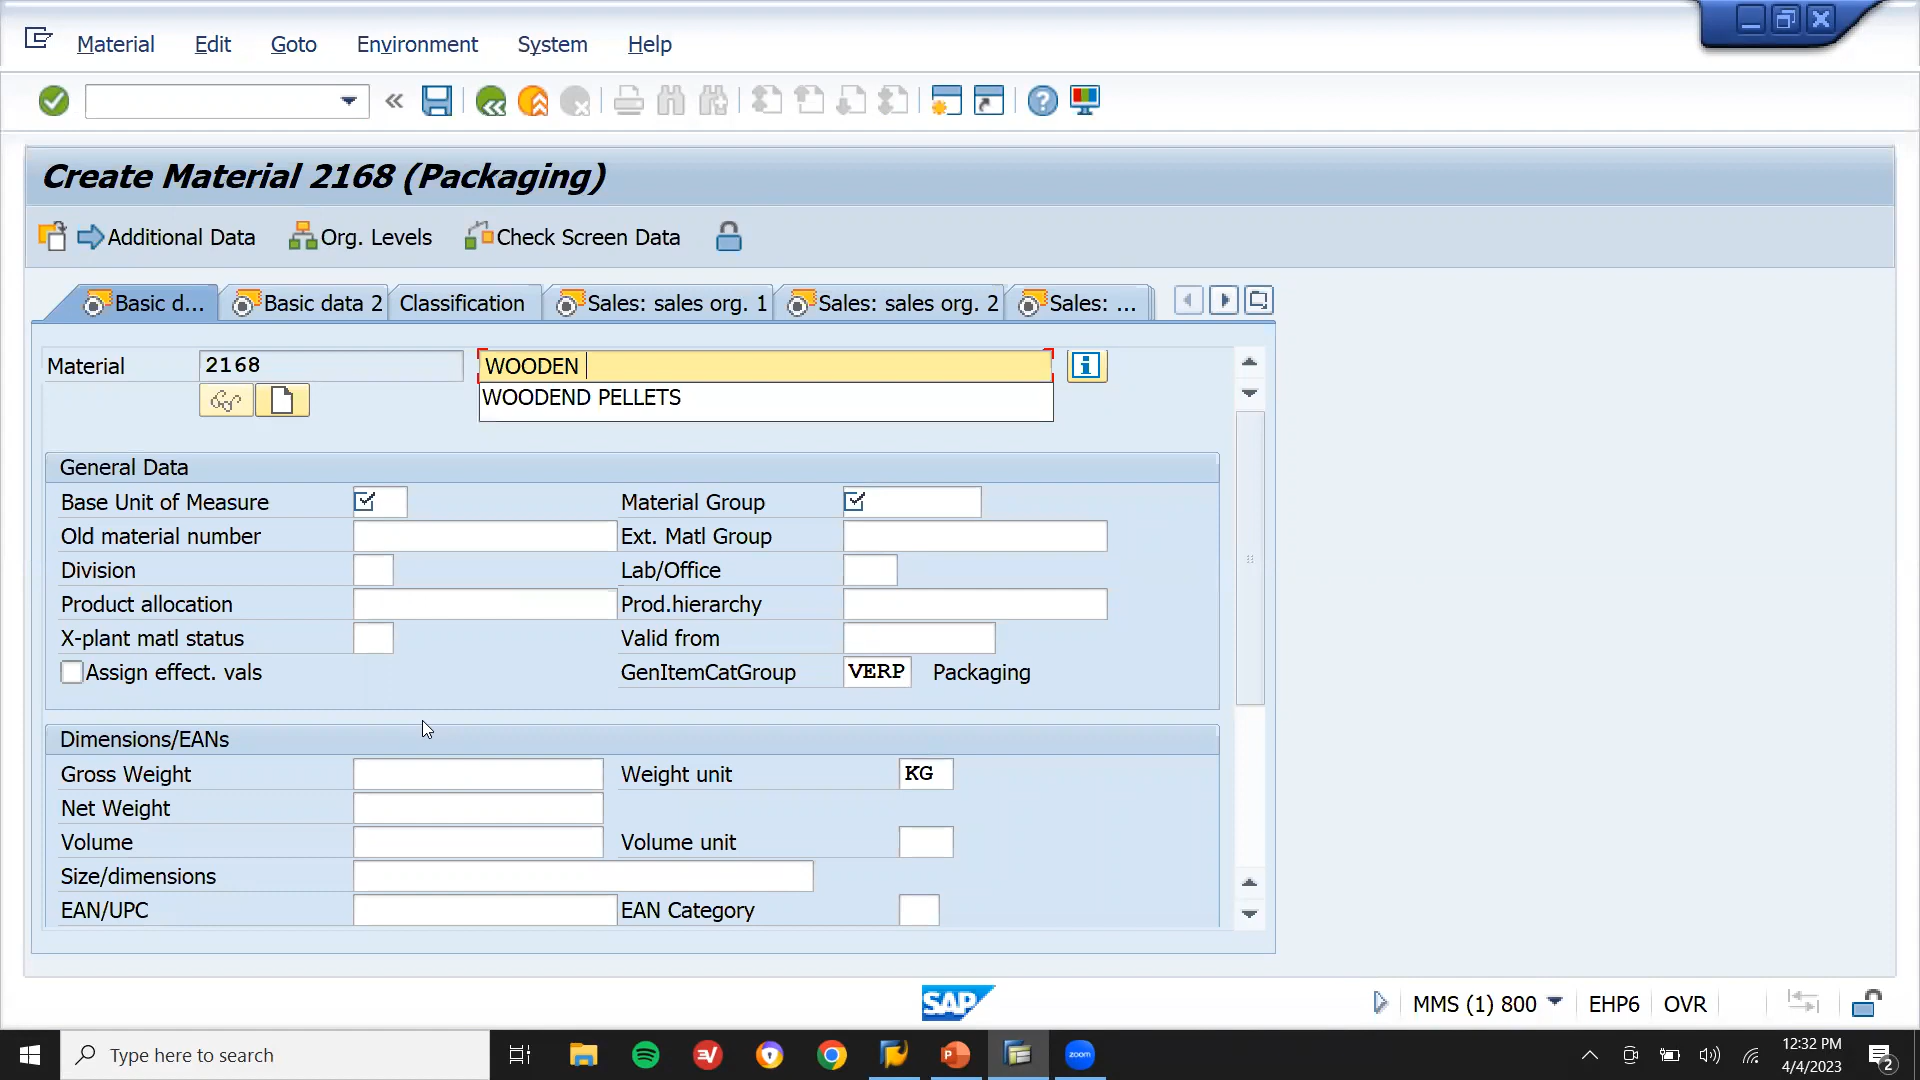 Material Edit Goto Environment System Help
Create Material 2168 (Packaging)
Additional Data Org. Levels Check Screen Data
Basic d... Basic data 2 Classification Sales: sales org. 1 Sales: sales org. 2 Sales: ...
Material 2168 WOODEN
WOODEND PELLETS
General Data
Base Unit of Measure Material Group
Old material number Ext. Matl Group
Division Lab/Office
Product allocation Prod.hierarchy
X-plant matl status Valid from
Assign effect. vals GenItemCatGroup VERP Packaging
Dimensions/EANs
Gross Weight Weight unit KG
Net Weight
Volume Volume unit
Size/dimensions
EAN/UPC EAN Category
SAP MMS (1) 800 EHP6 OVR
Type here to search zoom 12:32 PM
4/4/2023 2